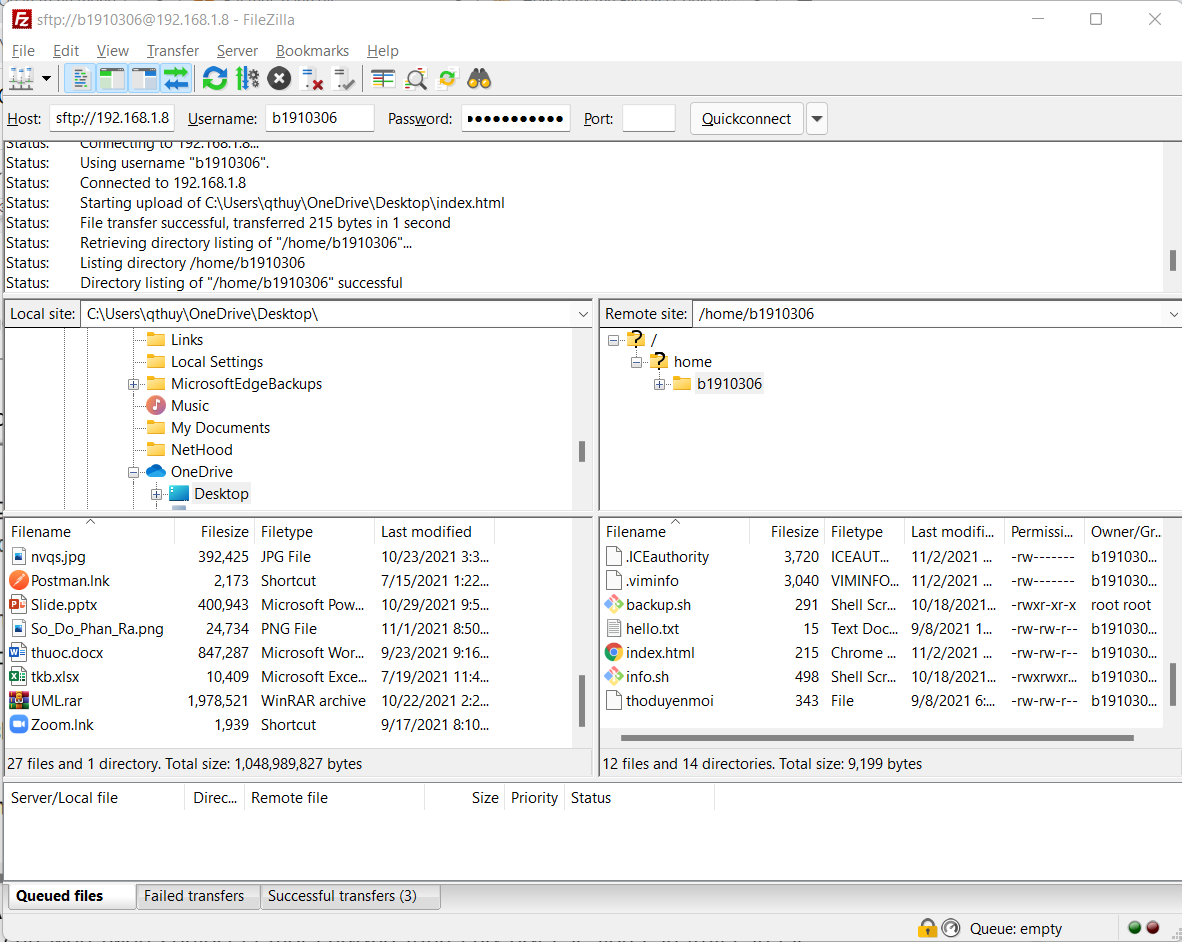 sftp://b1910306@192.168.1.8 - FileZilla
File Edit View Transfer Server Bookmarks Help
Host: sftp://192.168.1.8 Username: b1910306 Password: ●●●●●●●●●●● Port: Quickconnect
Status: Connecting to 192.168.1.8...
Status: Using username "b1910306".
Status: Connected to 192.168.1.8
Status: Starting upload of C:\Users\qthuy\OneDrive\Desktop\index.html
Status: File transfer successful, transferred 215 bytes in 1 second
Status: Retrieving directory listing of "/home/b1910306"...
Status: Listing directory /home/b1910306
Status: Directory listing of "/home/b1910306" successful
Local site: C:\Users\qthuy\OneDrive\Desktop\
Links
Local Settings
MicrosoftEdgeBackups
Music
My Documents
NetHood
OneDrive
Desktop
Remote site: /home/b1910306
/
home
b1910306
Filename Filesize Filetype Last modified
nvqs.jpg 392,425 JPG File 10/23/2021 3:3...
Postman.lnk 2,173 Shortcut 7/15/2021 1:22...
Slide.pptx 400,943 Microsoft Pow... 10/29/2021 9:5...
So_Do_Phan_Ra.png 24,734 PNG File 11/1/2021 8:50...
thuoc.docx 847,287 Microsoft Wor... 9/23/2021 9:16...
tkb.xlsx 10,409 Microsoft Exce... 7/19/2021 11:4...
UML.rar 1,978,521 WinRAR archive 10/22/2021 2:2...
Zoom.lnk 1,939 Shortcut 9/17/2021 8:10...
27 files and 1 directory. Total size: 1,048,989,827 bytes
Filename Filesize Filetype Last modifi... Permissi... Owner/Gr...
.ICEauthority 3,720 ICEAUT... 11/2/2021 ... -rw------- b191030...
.viminfo 3,040 VIMINFO... 11/2/2021 ... -rw------- b191030...
backup.sh 291 Shell Scr... 10/18/2021... -rwxr-xr-x root root
hello.txt 15 Text Doc... 9/8/2021 1... -rw-rw-r-- b191030...
index.html 215 Chrome ... 11/2/2021 ... -rw-rw-r-- b191030...
info.sh 498 Shell Scr... 10/18/2021... -rwxrwxr... b191030...
thoduyenmoi 343 File 9/8/2021 6:... -rw-rw-r-- b191030...
12 files and 14 directories. Total size: 9,199 bytes
Server/Local file Direc... Remote file Size Priority Status
Queued files Failed transfers Successful transfers (3)
Queue: empty